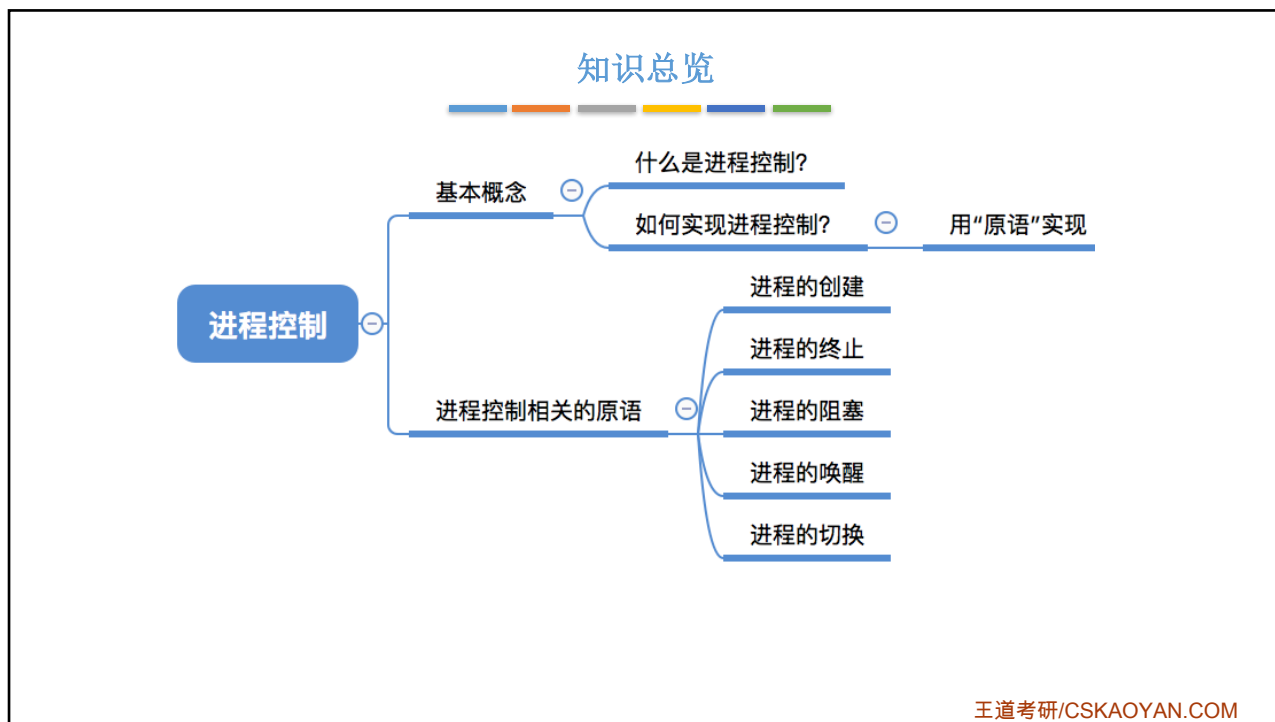 知识总览
什么是进程控制?
基本概念
如何实现进程控制?
用“原语”实现
进程控制
进程控制相关的原语
进程的创建
进程的终止
进程的阻塞
进程的唤醒
进程的切换
王道考研/CSKAOYAN.COM